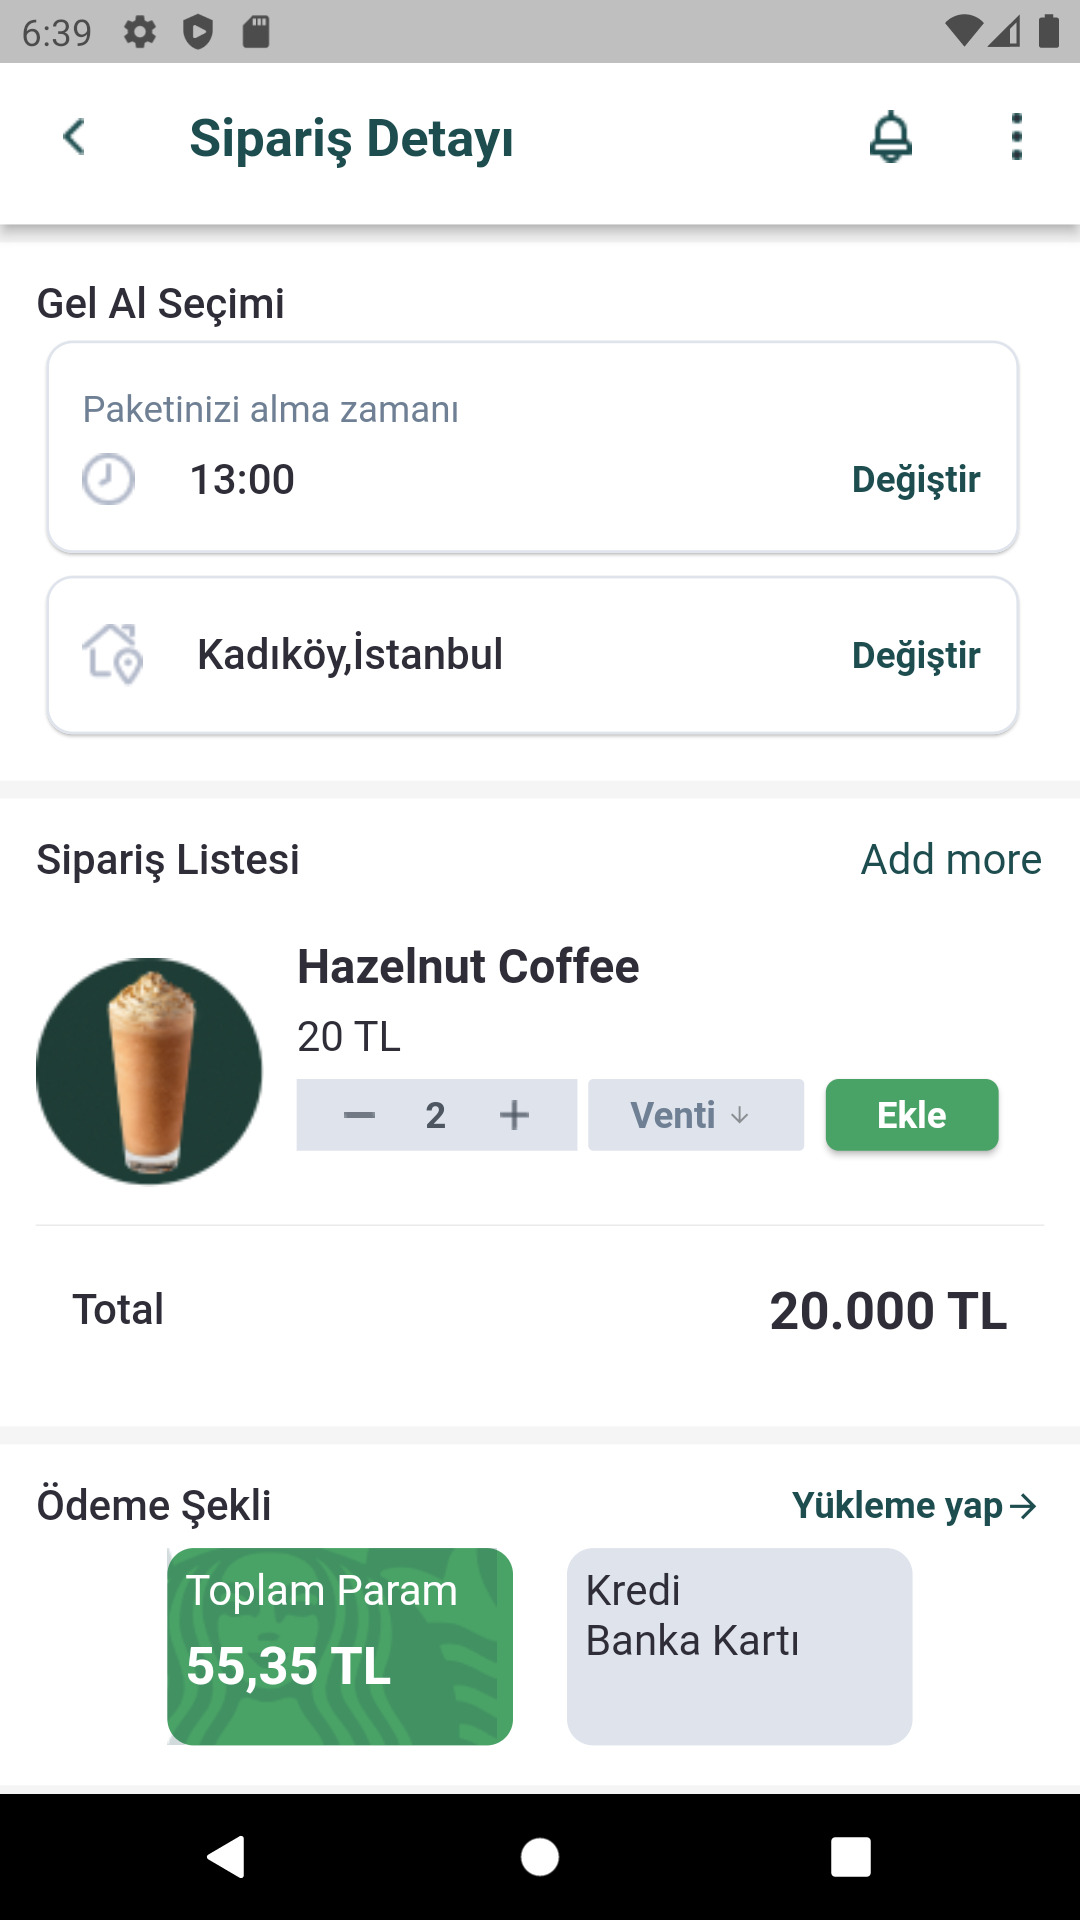 6:39
Sipariş Detayı
Gel Al Seçimi
Paketinizi alma zamanı
13:00 Değiştir
Kadıköy,İstanbul Değiştir
Sipariş Listesi Add more
Hazelnut Coffee
20 TL
2 Venti ↓ Ekle
Total 20.000 TL
Ödeme Şekli Yükleme yap→
Toplam Param
55,35 TL
Kredi
Banka Kartı